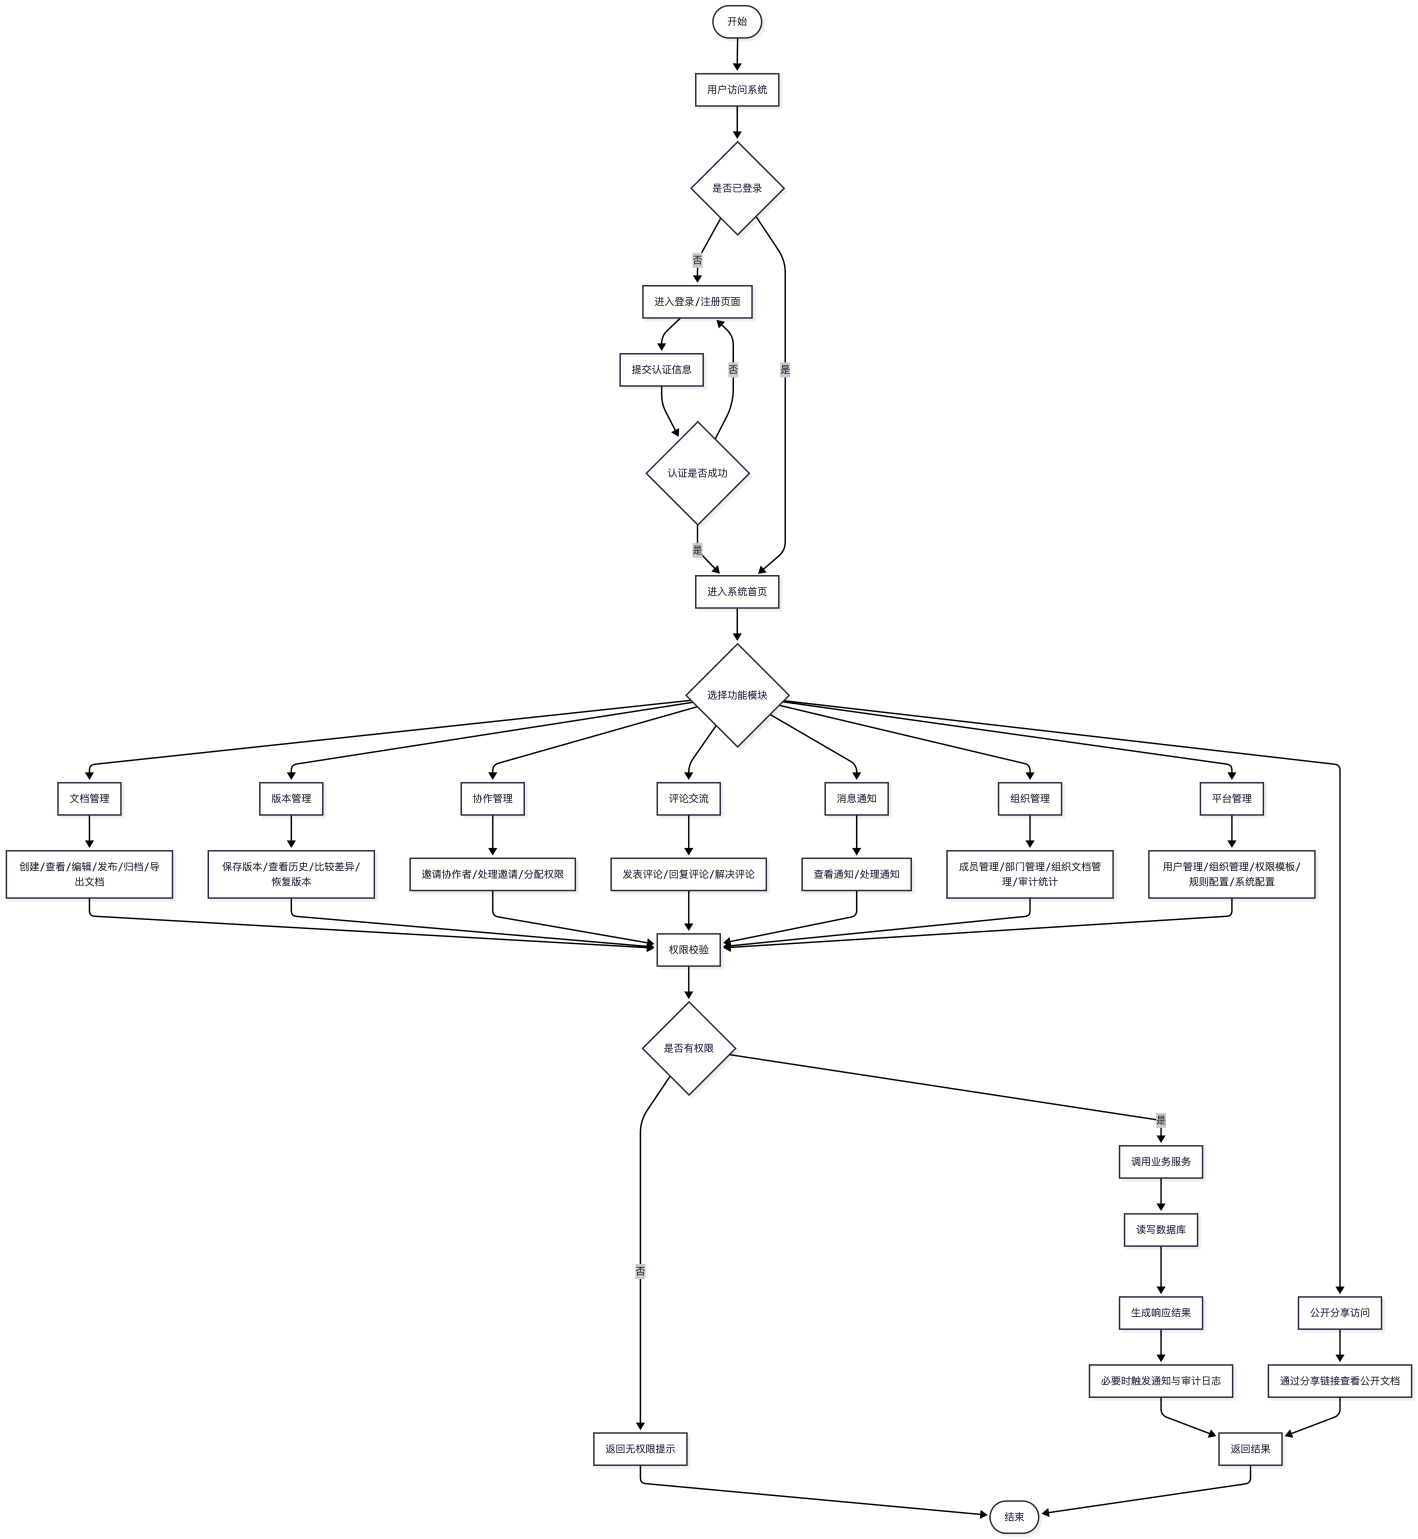 开始
用户访问系统
是否已登录
否
进入登录/注册页面
提交认证信息
否
是
认证是否成功
是
进入系统首页
选择功能模块
文档管理
版本管理
协作管理
评论交流
消息通知
组织管理
平台管理
创建/查看/编辑/发布/归档/导
出文档
保存版本/查看历史/比较差异/
恢复版本
邀请协作者/处理邀请/分配权限
发表评论/回复评论/解决评论
查看通知/处理通知
成员管理/部门管理/组织文档管
理/审计统计
用户管理/组织管理/权限模板/
规则配置/系统配置
权限校验
是否有权限
是
调用业务服务
读写数据库
否
生成响应结果
公开分享访问
必要时触发通知与审计日志
通过分享链接查看公开文档
返回无权限提示
返回结果
结束